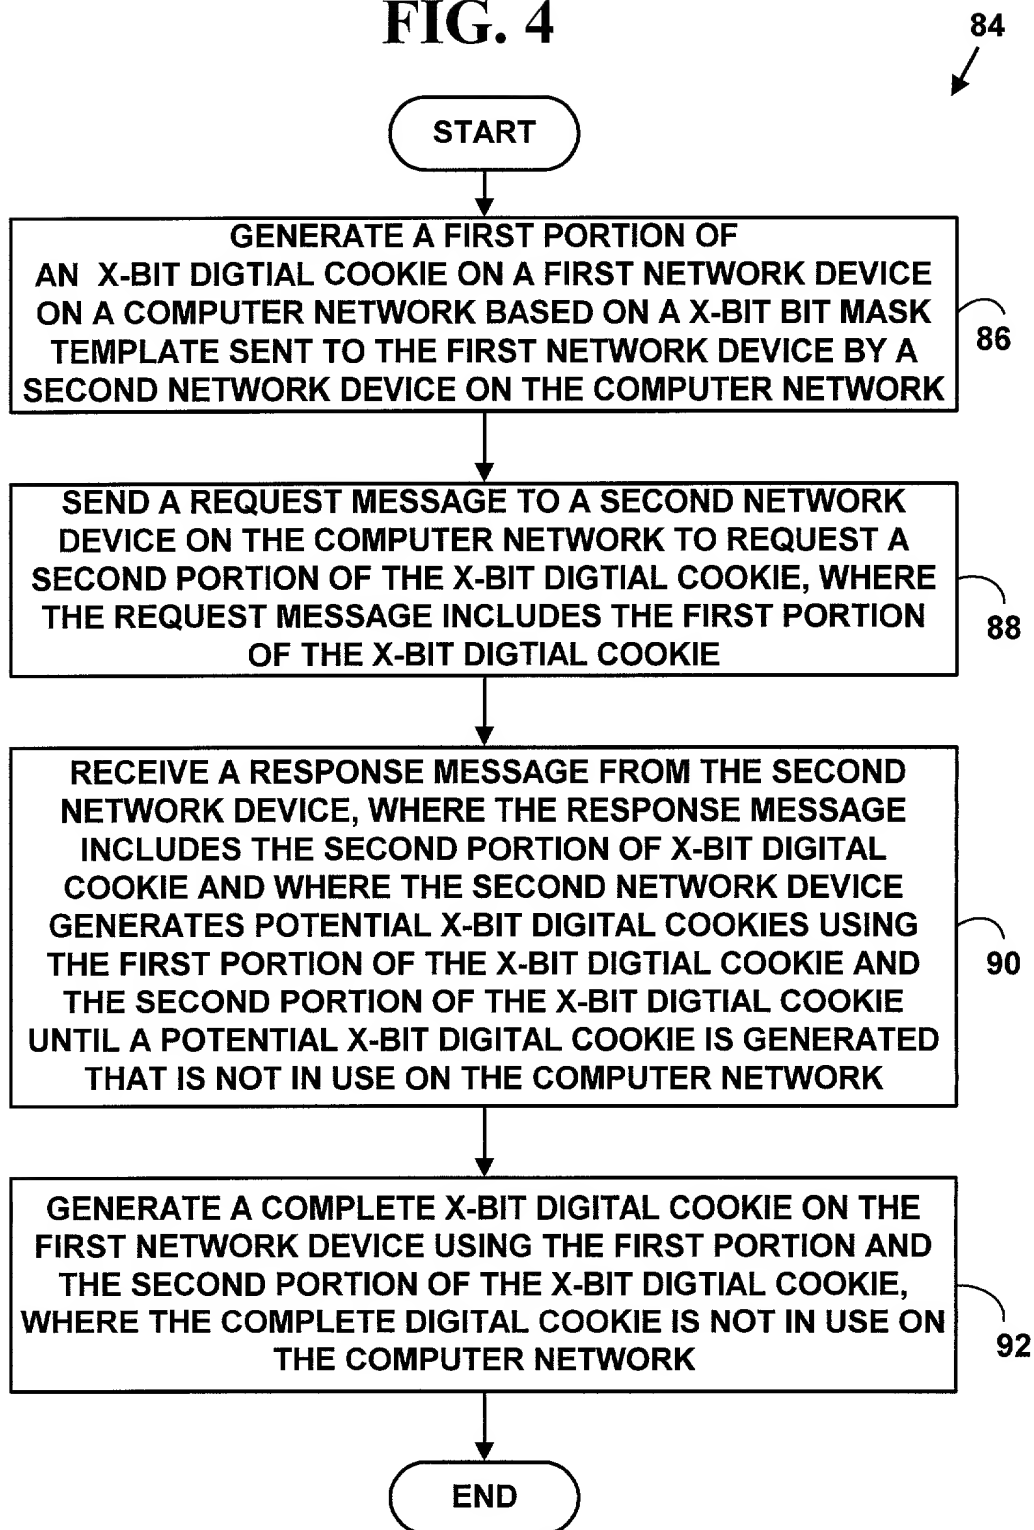 FIG. 4
84
START
GENERATE A FIRST PORTION OF
AN X-BIT DIGTIAL COOKIE ON A FIRST NETWORK DEVICE
ON A COMPUTER NETWORK BASED ON A X-BIT BIT MASK
TEMPLATE SENT TO THE FIRST NETWORK DEVICE BY A
SECOND NETWORK DEVICE ON THE COMPUTER NETWORK
86
SEND A REQUEST MESSAGE TO A SECOND NETWORK
DEVICE ON THE COMPUTER NETWORK TO REQUEST A
SECOND PORTION OF THE X-BIT DIGTIAL COOKIE, WHERE
THE REQUEST MESSAGE INCLUDES THE FIRST PORTION
OF THE X-BIT DIGTIAL COOKIE
88
RECEIVE A RESPONSE MESSAGE FROM THE SECOND
NETWORK DEVICE, WHERE THE RESPONSE MESSAGE
INCLUDES THE SECOND PORTION OF X-BIT DIGITAL
COOKIE AND WHERE THE SECOND NETWORK DEVICE
GENERATES POTENTIAL X-BIT DIGITAL COOKIES USING
THE FIRST PORTION OF THE X-BIT DIGTIAL COOKIE AND
THE SECOND PORTION OF THE X-BIT DIGTIAL COOKIE
UNTIL A POTENTIAL X-BIT DIGITAL COOKIE IS GENERATED
THAT IS NOT IN USE ON THE COMPUTER NETWORK
90
GENERATE A COMPLETE X-BIT DIGITAL COOKIE ON THE
FIRST NETWORK DEVICE USING THE FIRST PORTION AND
THE SECOND PORTION OF THE X-BIT DIGTIAL COOKIE,
WHERE THE COMPLETE DIGITAL COOKIE IS NOT IN USE ON
THE COMPUTER NETWORK
92
END